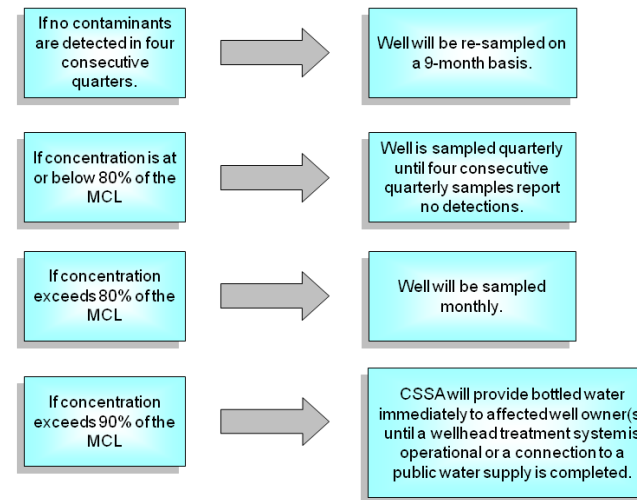 If no contaminants
are detected in four
consecutive
quarters.
Well will be re-sampled on
a 9-month basis.
If concentration is at
or below 80% of the
MCL
Well is sampled quarterly
until four consecutive
quarterly samples report
no detections.
If concentration
exceeds 80% of the
MCL
Well will be sampled
monthly.
If concentration
exceeds 90% of the
MCL
CSSA will provide bottled water
immediately to affected well owner(s
until a wellhead treatment system is
operational or a connection to a
public water supply is completed.